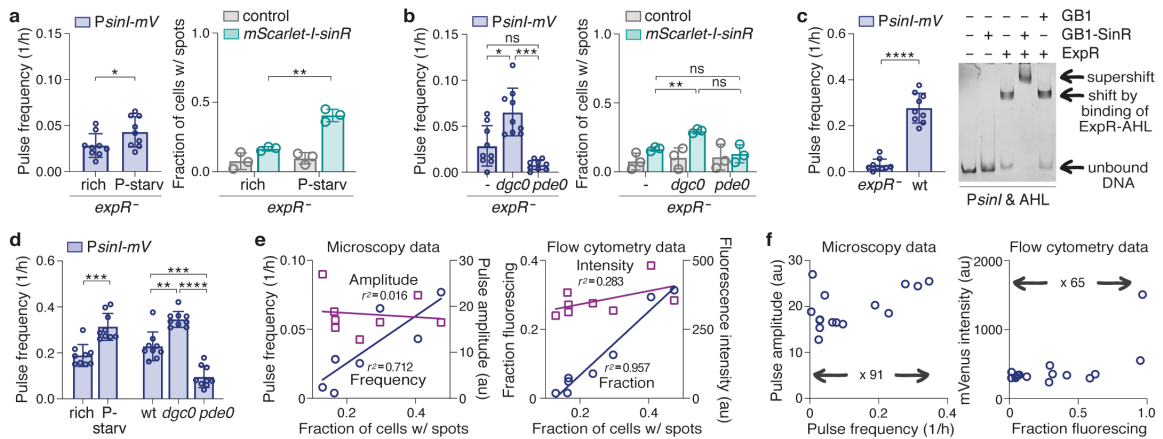 a
PsinI-mV
Pulse frequency (1/h)
0.15
0.10
0.05
0.00
*
rich P-starv
expR⁻
control
mScarlet-I-sinR
Fraction of cells w/ spots
1.0
0.5
0.0
**
rich P-starv
expR⁻
b
PsinI-mV
Pulse frequency (1/h)
0.15
0.10
0.05
0.00
ns
* ***
- dgc0 pde0
expR⁻
control
mScarlet-I-sinR
Fraction of cells w/ spots
1.0
0.5
0.0
ns
** ns
- dgc0 pde0
expR⁻
c
PsinI-mV
Pulse frequency (1/h)
0.6
0.4
0.2
0.0
****
expR⁻ wt
+ GB1
+ + GB1-SinR
+ + + ExpR
supershift
shift by
binding of
ExpR-AHL
unbound
DNA
PsinI & AHL
d
PsinI-mV
Pulse frequency (1/h)
0.6
0.4
0.2
0.0
***
***
** ****
rich P-
starv
wt dgc0 pde0
e
Microscopy data
Pulse frequency (1/h)
0.10
0.05
0.00
Amplitude
r²=0.016
r²=0.712
Frequency
30
20
10
0
Pulse amplitude (au)
0.2 0.4
Fraction of cells w/ spots
Flow cytometry data
Fraction fluorescing
0.4
0.2
0.0
Intensity
r²=0.283
r²=0.957
Fraction
500
250
0
Fluorescence intensity (au)
0.2 0.4
Fraction of cells w/ spots
f
Microscopy data
Pulse amplitude (au)
30
20
10
0
x 91
0 0.2 0.4
Pulse frequency (1/h)
Flow cytometry data
mVenus intensity (au)
2000
1000
0
x 65
0 0.5 1.0
Fraction fluorescing